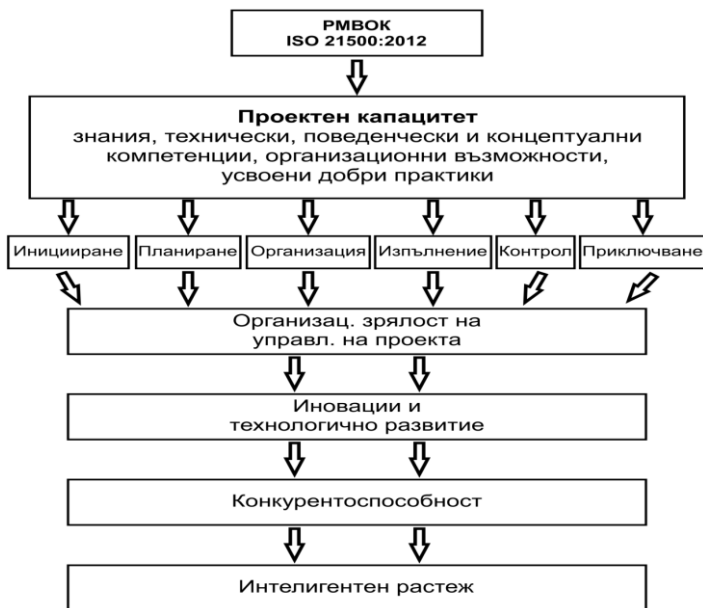 РМВОК
ISO 21500:2012
Проектен капацитет
знания, технически, поведенчески и концептуални
компетенции, организационни възможности,
усвоени добри практики
Иницииране
Планиране
Организация
Изпълнение
Контрол
Приключване
Организац. зрялост на
управл. на проекта
Иновации и
технологично развитие
Конкурентоспособност
Интелигентен растеж